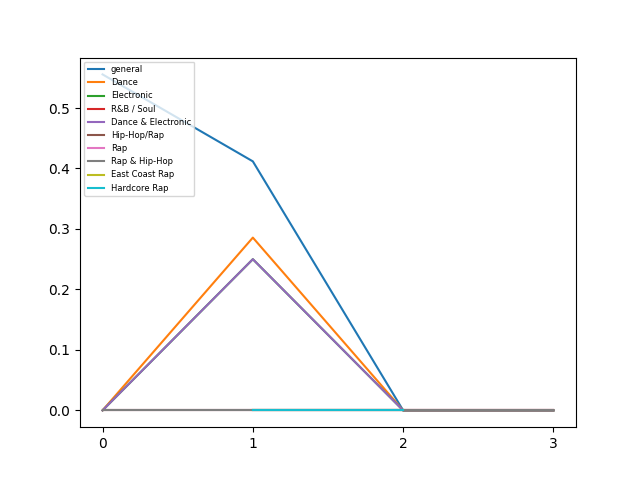 general
Dance
Electronic
R&B / Soul
Dance & Electronic
Hip-Hop/Rap
Rap
Rap & Hip-Hop
East Coast Rap
Hardcore Rap
0.5
0.4
0.3
0.2
0.1
0.0
0 1 2 3